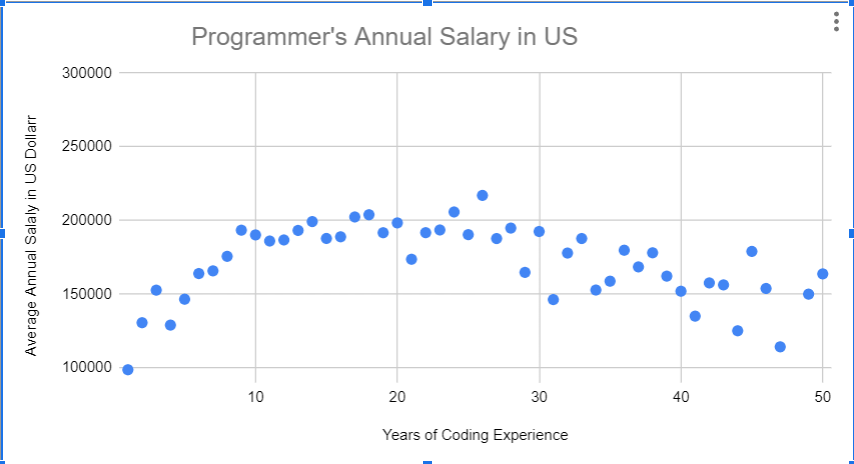 Programmer's Annual Salary in US
300000
250000
200000
150000
100000
Average Annual Salaly in US Dollarr
10 20 30 40 50
Years of Coding Experience